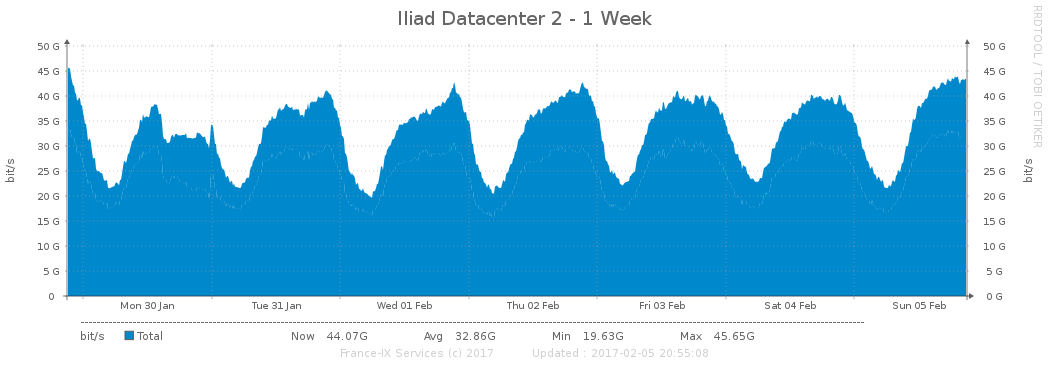 Iliad Datacenter 2 - 1 Week
RRDTOOL / TOBI OETIKER
bit/s
50 G
45 G
40 G
35 G
30 G
25 G
20 G
15 G
10 G
5 G
0
50 G
45 G
40 G
35 G
30 G
25 G
20 G
15 G
10 G
5 G
0 G
bit/s
Mon 30 Jan Tue 31 Jan Wed 01 Feb Thu 02 Feb Fri 03 Feb Sat 04 Feb Sun 05 Feb
bit/s Total Now 44.07G Avg 32.86G Min 19.63G Max 45.65G
France-IX Services (c) 2017 Updated : 2017-02-05 20:55:08